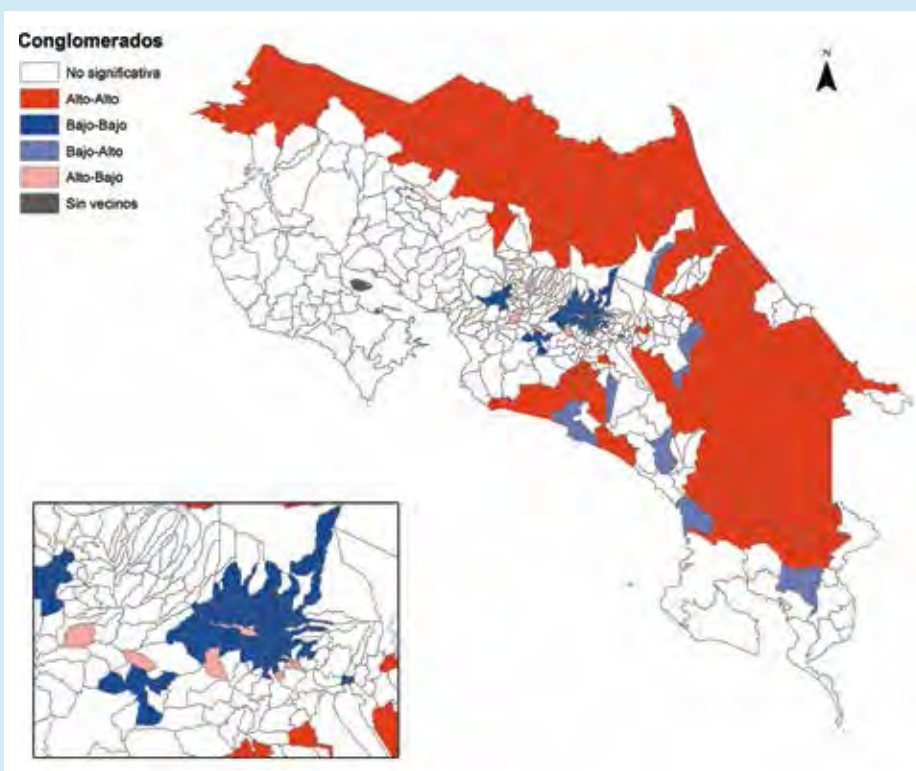 Conglomerados
N
No significativa
Alto-Alto
Bajo-Bajo
Bajo-Alto
Alto-Bajo
Sin vecinos